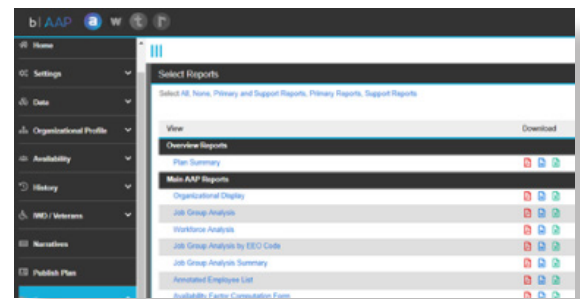 b|AAP a w t r
Home
Settings
Data
Organizational Profile
Availability
History
IWD / Veterans
Narratives
Publish Plan
Select Reports
Select All, None, Primary and Support Reports, Primary Reports, Support Reports
View Download
Overview Reports
Plan Summary
Main AAP Reports
Organizational Display
Job Group Analysis
Workforce Analysis
Job Group Analysis by EEO Code
Job Group Analysis Summary
Annotated Employee List
Availability Factor Computation Form